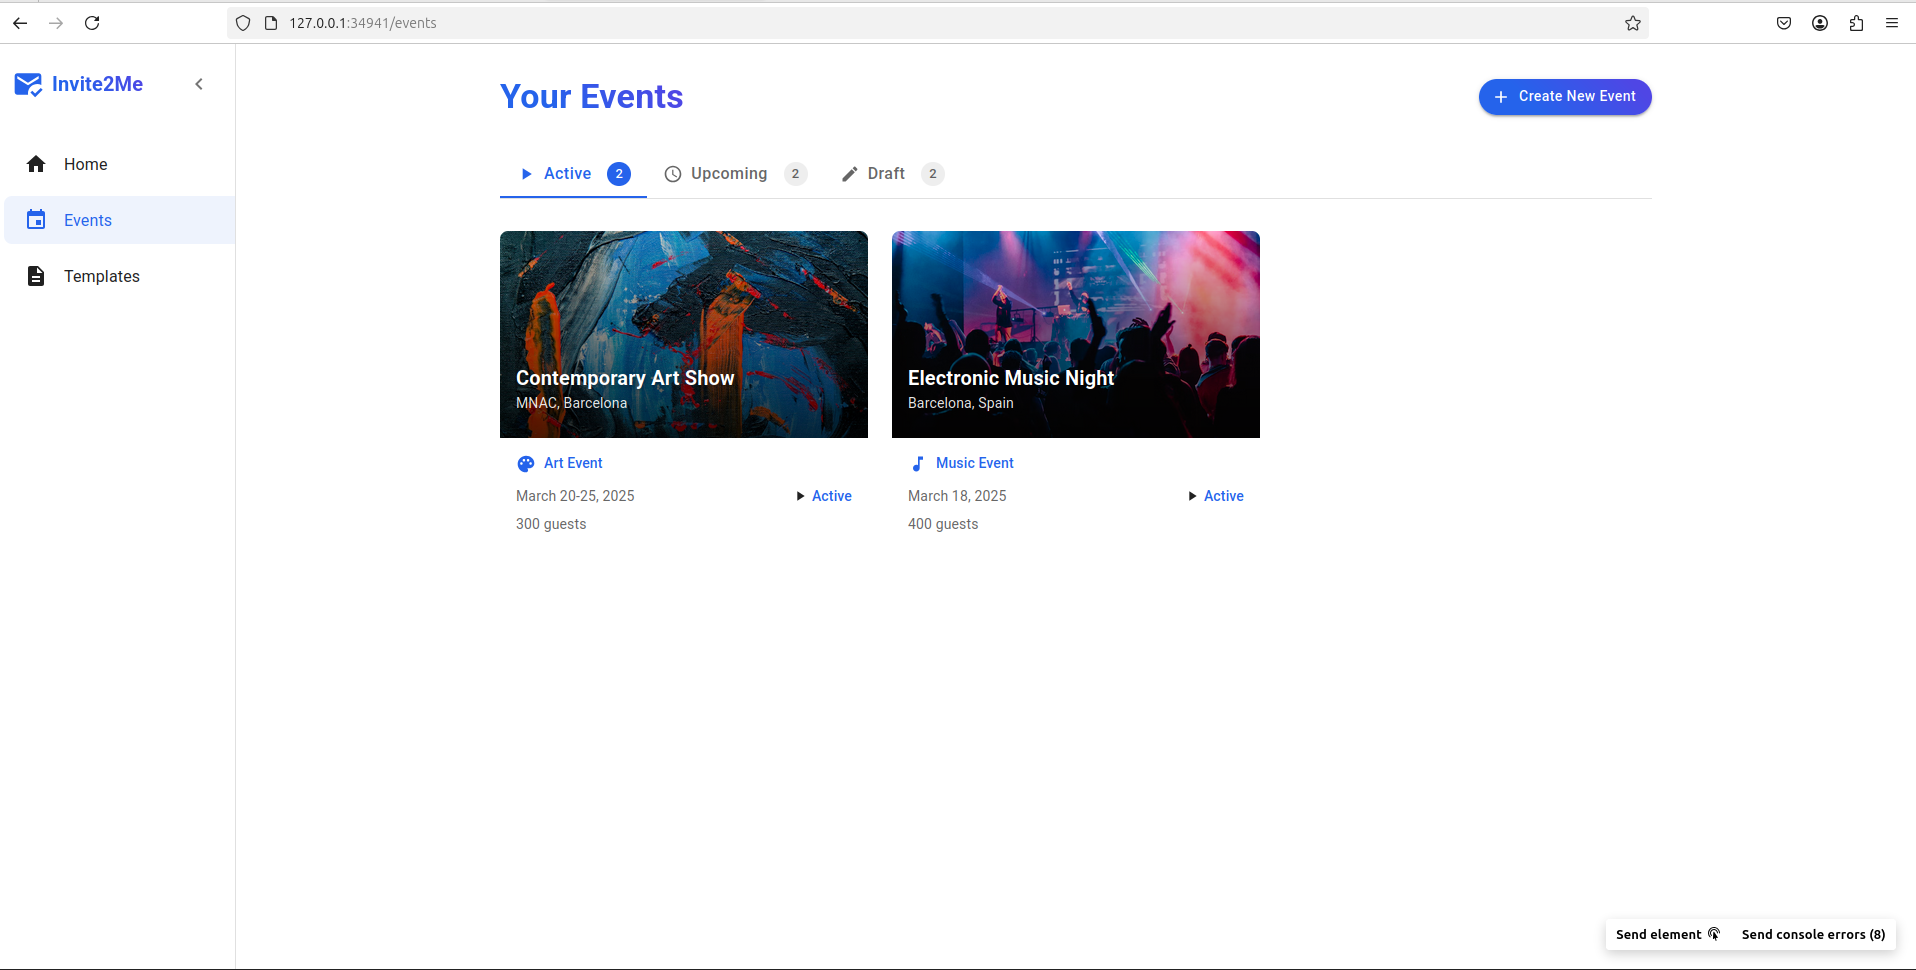 127.0.0.1:34941/events
Invite2Me
Home
Events
Templates
Your Events
Create New Event
Active 2
Upcoming 2
Draft 2
Contemporary Art Show
MNAC, Barcelona
Art Event
March 20-25, 2025
Active
300 guests
Electronic Music Night
Barcelona, Spain
Music Event
March 18, 2025
Active
400 guests
Send element
Send console errors (8)